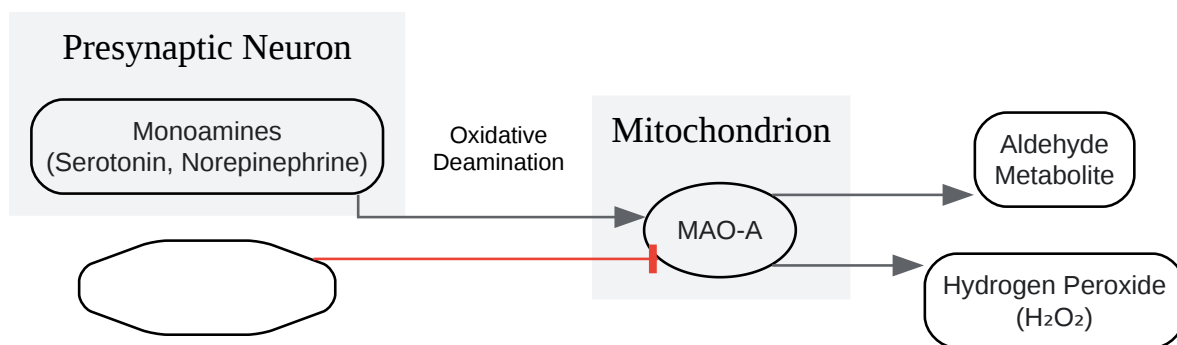 Presynaptic Neuron
Monoamines
(Serotonin, Norepinephrine)
Oxidative
Deamination
Mitochondrion
MAO-A
Aldehyde
Metabolite
Hydrogen Peroxide
(H₂O₂)